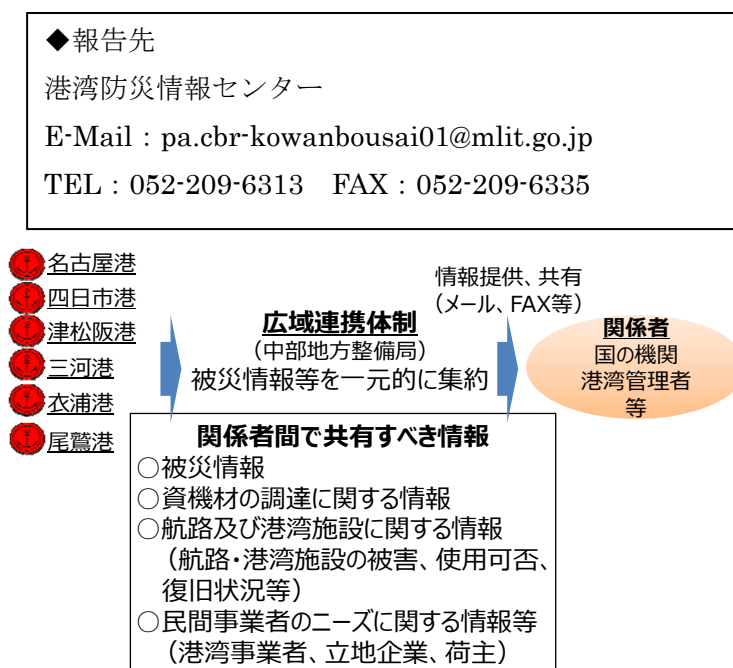 ◆報告先
港湾防災情報センター
E-Mail：pa.cbr-kowanbousai01@mlit.go.jp
TEL：052-209-6313　FAX：052-209-6335
名古屋港
四日市港
津松阪港
三河港
衣浦港
尾鷲港
広域連携体制
（中部地方整備局）
被災情報等を一元的に集約
情報提供、共有
（メール、FAX等）
関係者
国の機関
港湾管理者
等
関係者間で共有すべき情報
○被災情報
○資機材の調達に関する情報
○航路及び港湾施設に関する情報
（航路・港湾施設の被害、使用可否、
復旧状況等）
○民間事業者のニーズに関する情報等
（港湾事業者、立地企業、荷主）